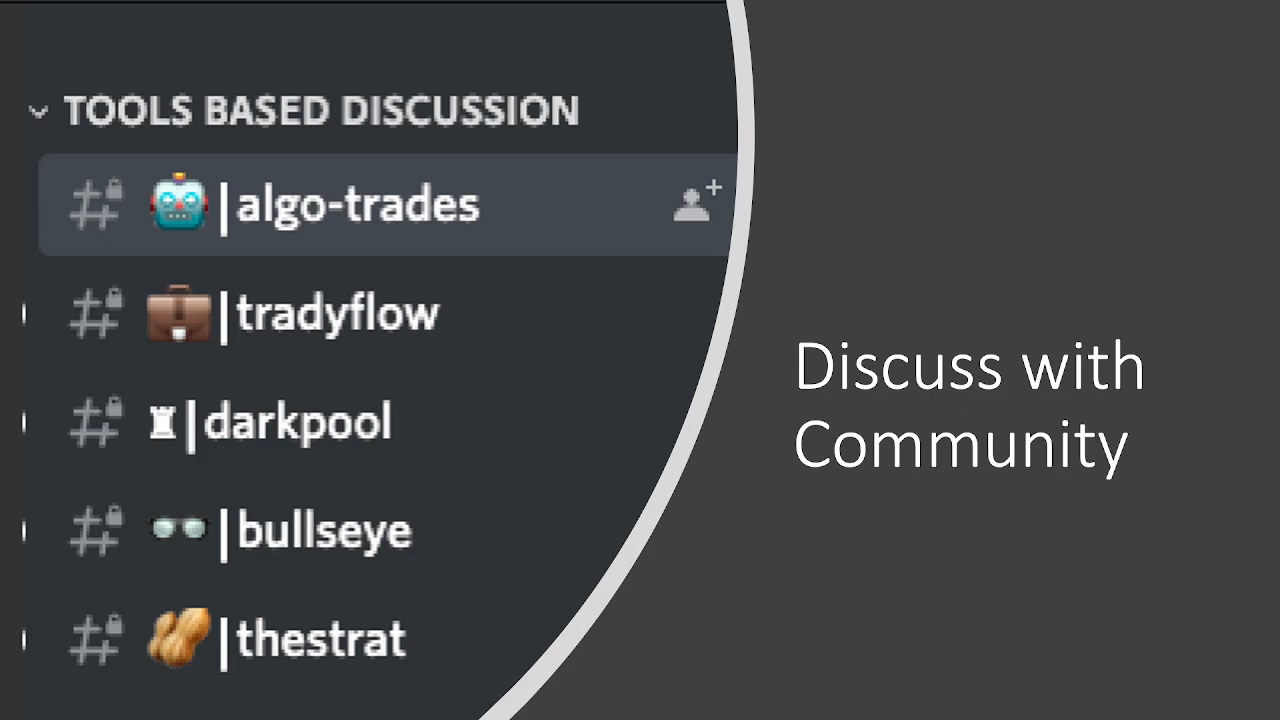 TOOLS BASED DISCUSSION
# 🤖|algo-trades
# 💼|tradyflow
# ♜|darkpool
# 👓|bullseye
# 🥜|thestrat
Discuss with
Community